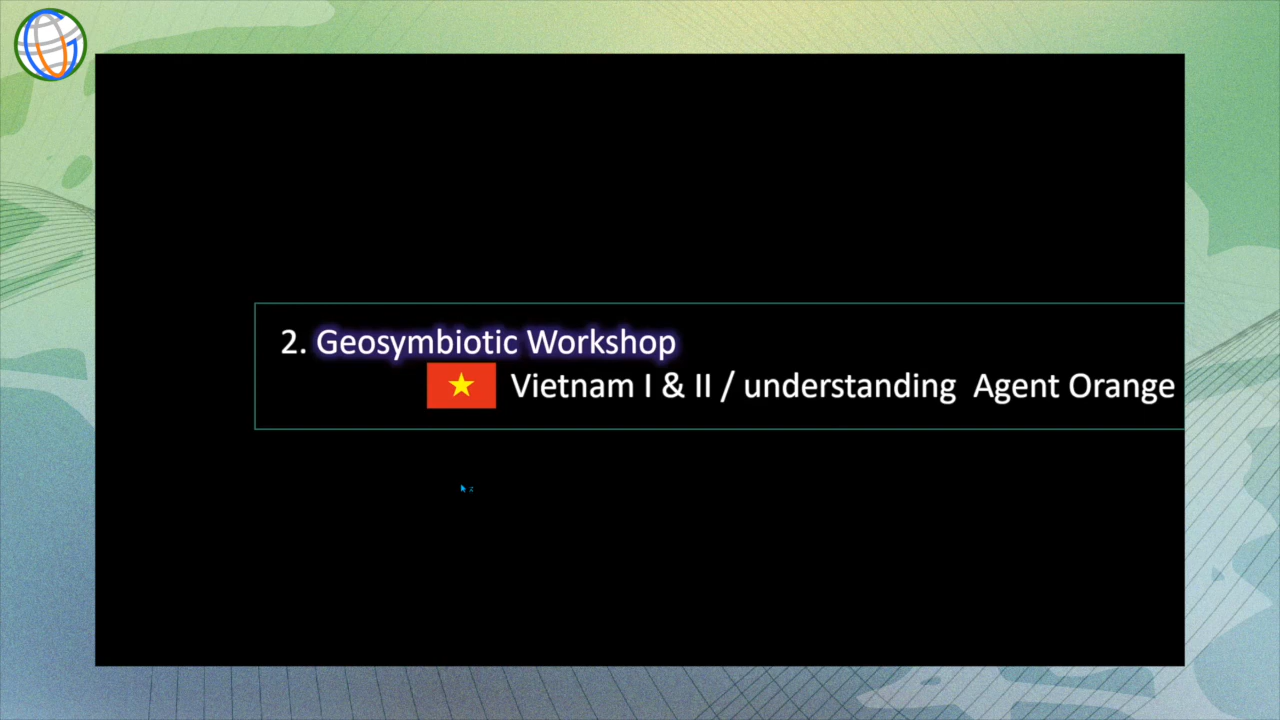 2. Geosymbiotic Workshop
Vietnam I & II / understanding Agent Orange